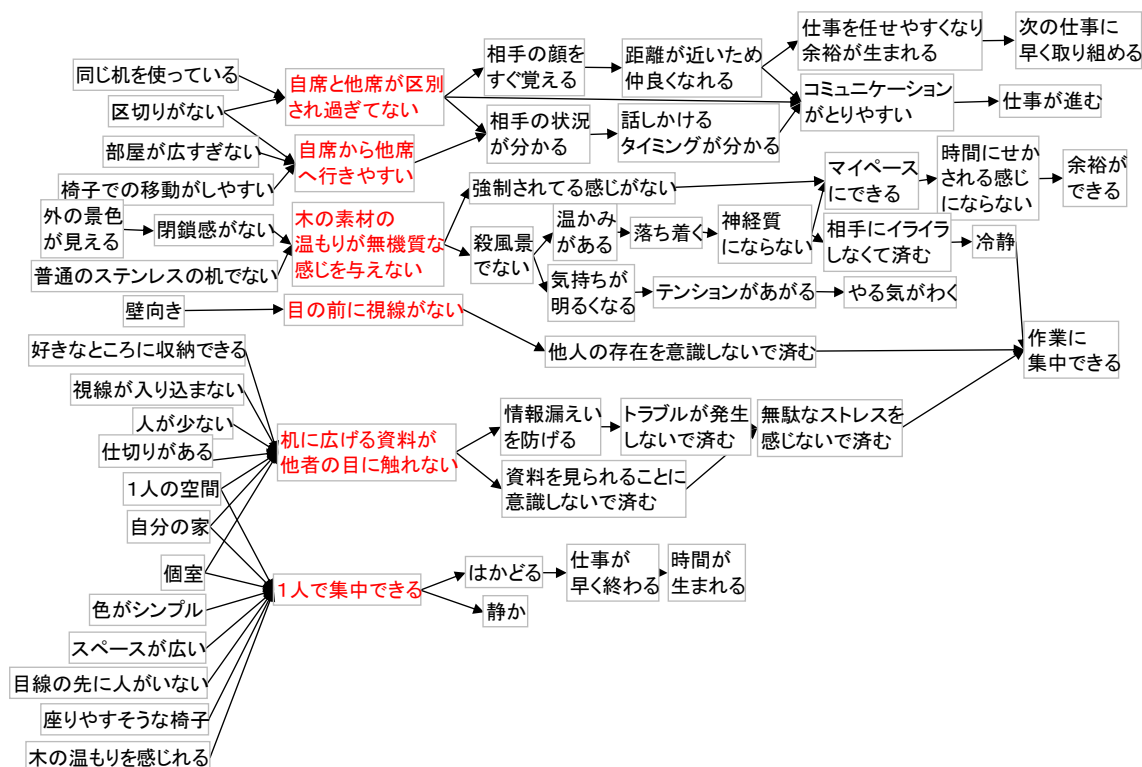 同じ机を使っている
区切りがない
部屋が広すぎない
椅子での移動がしやすい
外の景色
が見える
閉鎖感がない
普通のステンレスの机でない
壁向き
好きなところに収納できる
視線が入り込まない
人が少ない
仕切りがある
1人の空間
自分の家
個室
色がシンプル
スペースが広い
目線の先に人がいない
座りやすそうな椅子
木の温もりを感じれる
自席と他席が区別
され過ぎてない
自席から他席
へ行きやすい
木の素材の
温もりが無機質な
感じを与えない
目の前に視線がない
机に広げる資料が
他者の目に触れない
1人で集中できる
相手の顔を
すぐ覚える
距離が近いため
仲良くなれる
仕事を任せやすくなり
余裕が生まれる
次の仕事に
早く取り組める
相手の状況
が分かる
話しかける
タイミングが分かる
コミュニケーション
がとりやすい
仕事が進む
強制されてる感じがない
マイペース
にできる
時間にせか
される感じ
にならない
余裕が
できる
殺風景
でない
温かみ
がある
落ち着く
神経質
にならない
相手にイライラ
しなくて済む
冷静
気持ちが
明るくなる
テンションがあがる
やる気がわく
他人の存在を意識しないで済む
作業に
集中できる
情報漏えい
を防げる
トラブルが発生
しないで済む
無駄なストレスを
感じないで済む
資料を見られることに
意識しないで済む
はかどる
仕事が
早く終わる
時間が
生まれる
静か